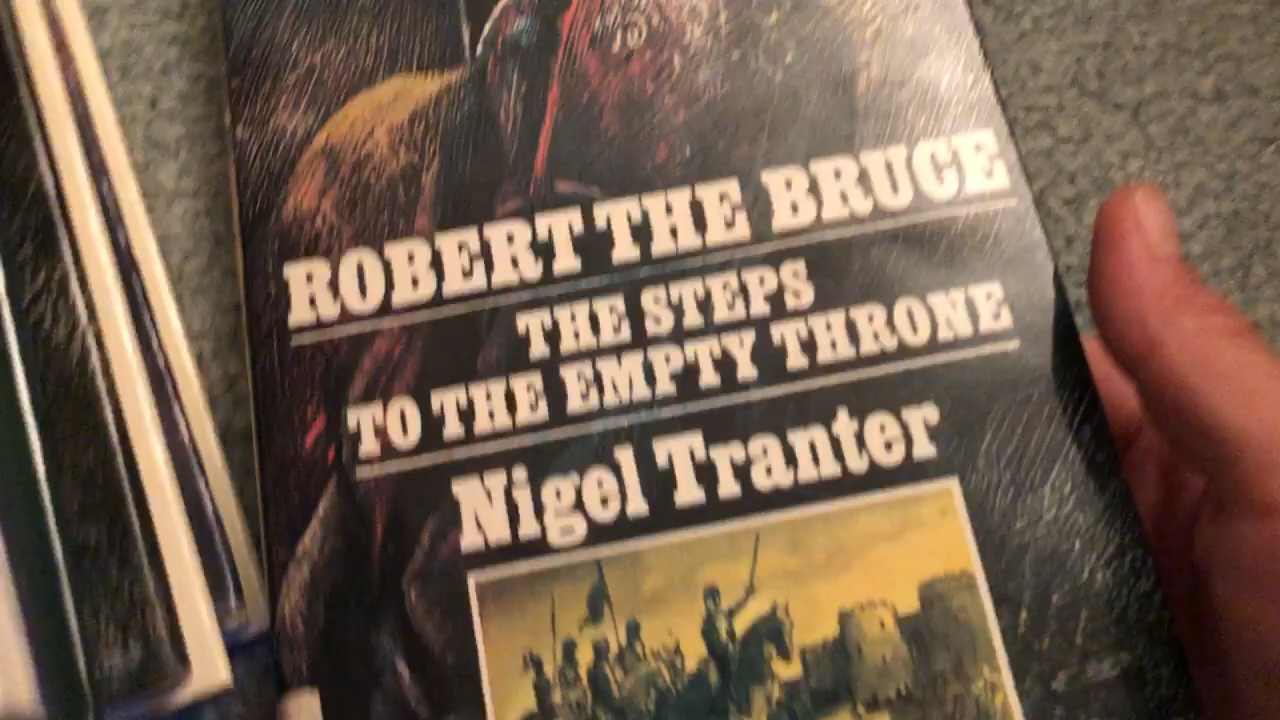 ROBERT THE BRUCE
THE STEPS
TO THE EMPTY THRONE
Nigel Tranter